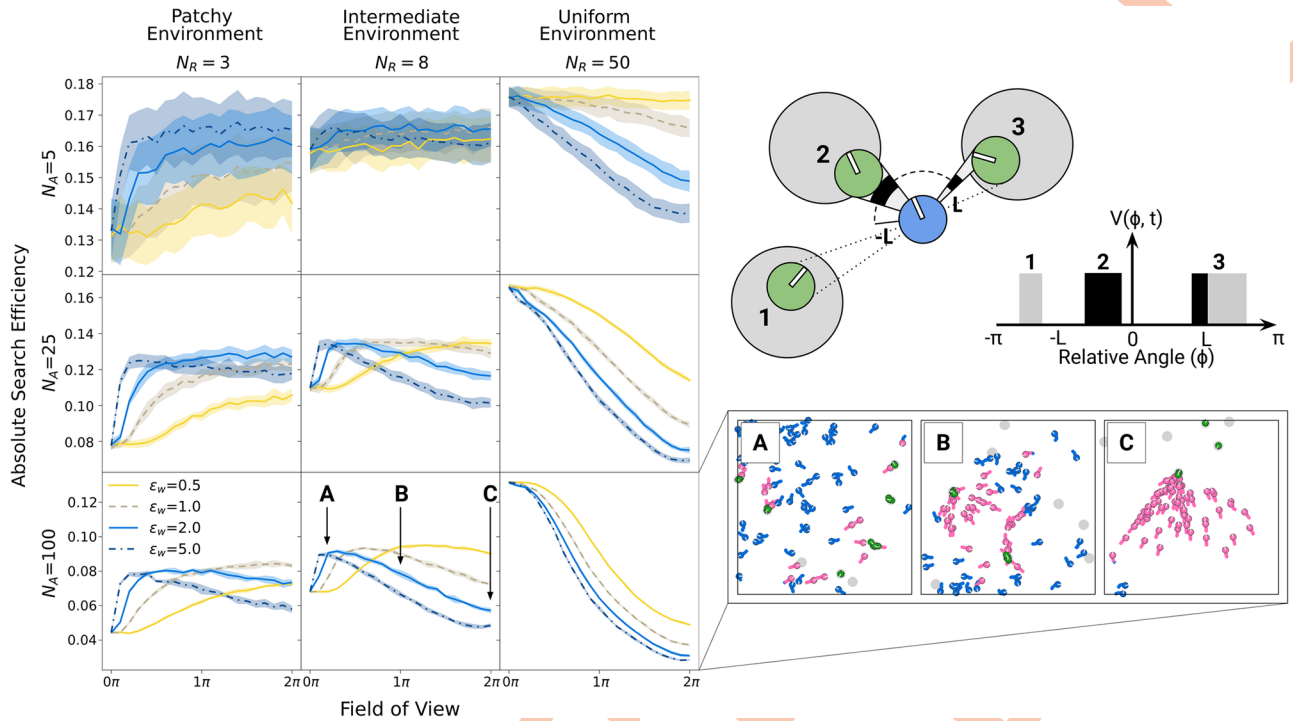 Patchy
Environment
N_R = 3
Intermediate
Environment
N_R = 8
Uniform
Environment
N_R = 50
Absolute Search Efficiency
N_A=5
0.18
0.17
0.16
0.15
0.14
0.13
0.12
N_A=25
0.16
0.14
0.12
0.10
0.08
N_A=100
0.12
0.10
0.08
0.06
0.04
ε_w=0.5
ε_w=1.0
ε_w=2.0
ε_w=5.0
A
B
C
0π
1π
2π
0π
1π
2π
0π
1π
2π
Field of View
2
3
L
-L
1
V(ϕ, t)
1
2
3
-π
-L
0
L
π
Relative Angle (ϕ)
A
B
C